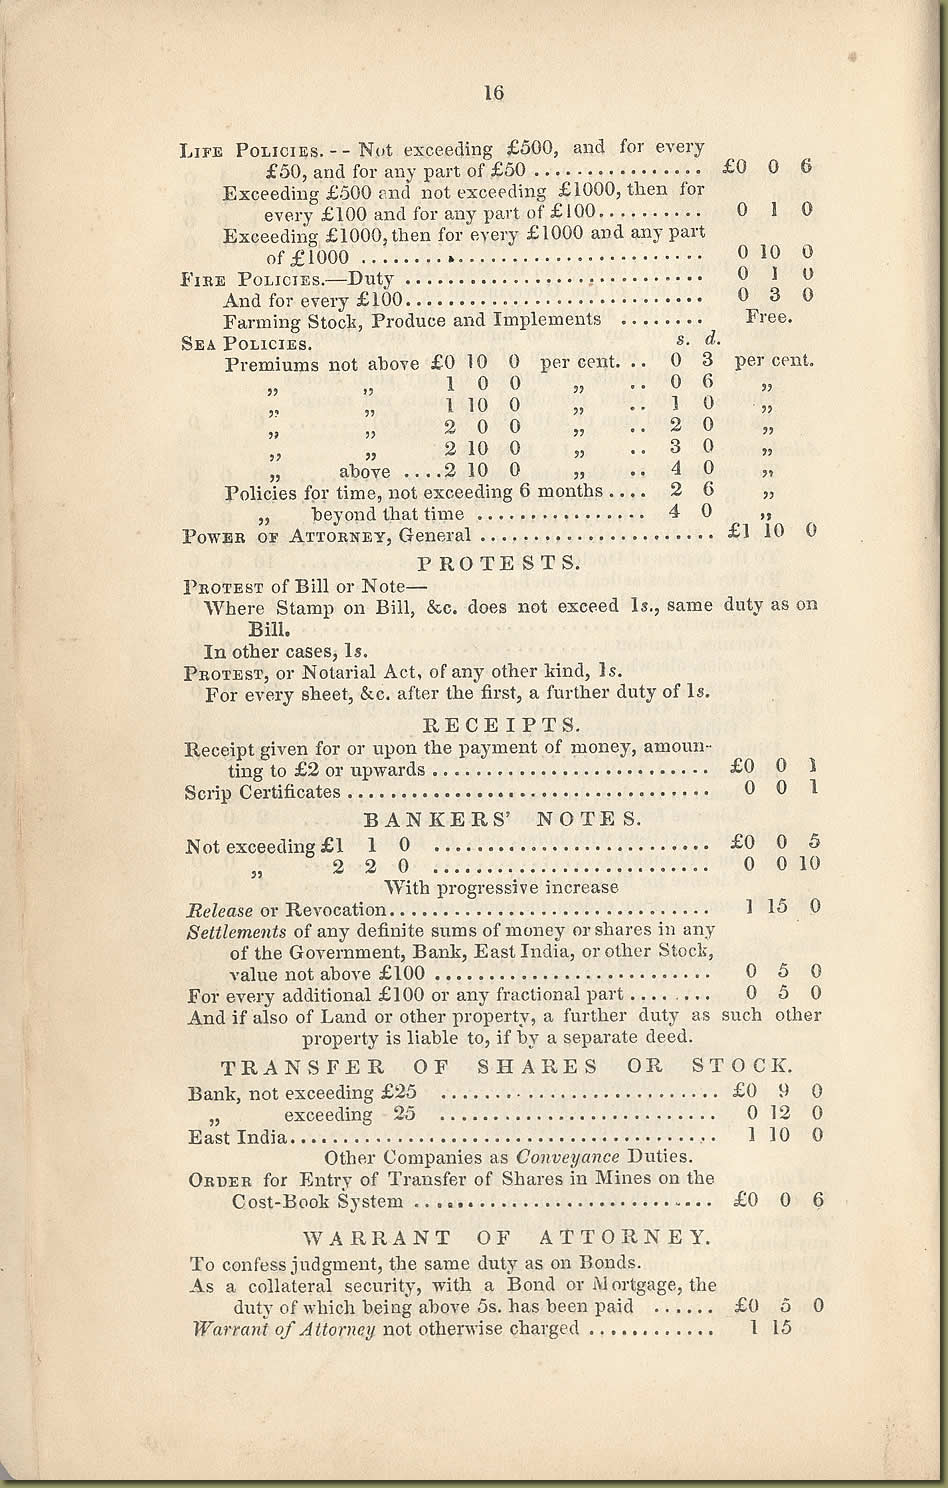 16
LIFE POLICIES. -- Not exceeding £500, and for every
£50, and for any part of £50 ................ £0 0 6
Exceeding £500 and not exceeding £1000, then for
every £100 and for any part of £100.......... 0 1 0
Exceeding £1000, then for every £1000 and any part
of £1000 ................................. 0 10 0
FIRE POLICIES.—Duty ............................. 0 1 0
And for every £100............................. 0 3 0
Farming Stock, Produce and Implements ........ Free.
SEA POLICIES. s. d.
Premiums not above £0 10 0 per cent. .. 0 3 per cent.
„ „ 1 0 0 „ .. 0 6 „
„ „ 1 10 0 „ .. 1 0 „
„ „ 2 0 0 „ .. 2 0 „
„ „ 2 10 0 „ .. 3 0 „
„ above ....2 10 0 „ .. 4 0 „
Policies for time, not exceeding 6 months .... 2 6 „
„ beyond that time ................ 4 0 „
POWER OF ATTORNEY, General ....................... £1 10 0
PROTESTS.
PROTEST of Bill or Note—
Where Stamp on Bill, &c. does not exceed 1s., same duty as on
Bill.
In other cases, 1s.
PROTEST, or Notarial Act, of any other kind, 1s.
For every sheet, &c. after the first, a further duty of 1s.
RECEIPTS.
Receipt given for or upon the payment of money, amoun-
ting to £2 or upwards .......................... £0 0 1
Scrip Certificates .................................. 0 0 1
BANKERS' NOTES.
Not exceeding £1 1 0 .......................... £0 0 5
„ 2 2 0 .......................... 0 0 10
With progressive increase
Release or Revocation.............................. 1 15 0
Settlements of any definite sums of money or shares in any
of the Government, Bank, East India, or other Stock,
value not above £100 .......................... 0 5 0
For every additional £100 or any fractional part ........ 0 5 0
And if also of Land or other property, a further duty as such other
property is liable to, if by a separate deed.
TRANSFER OF SHARES OR STOCK.
Bank, not exceeding £25 .......................... £0 9 0
„ exceeding 25 .......................... 0 12 0
East India......................................... 1 10 0
Other Companies as Conveyance Duties.
ORDER for Entry of Transfer of Shares in Mines on the
Cost-Book System ............................. £0 0 6
WARRANT OF ATTORNEY.
To confess judgment, the same duty as on Bonds.
As a collateral security, with a Bond or Mortgage, the
duty of which being above 5s. has been paid ...... £0 5 0
Warrant of Attorney not otherwise charged ............ 1 15